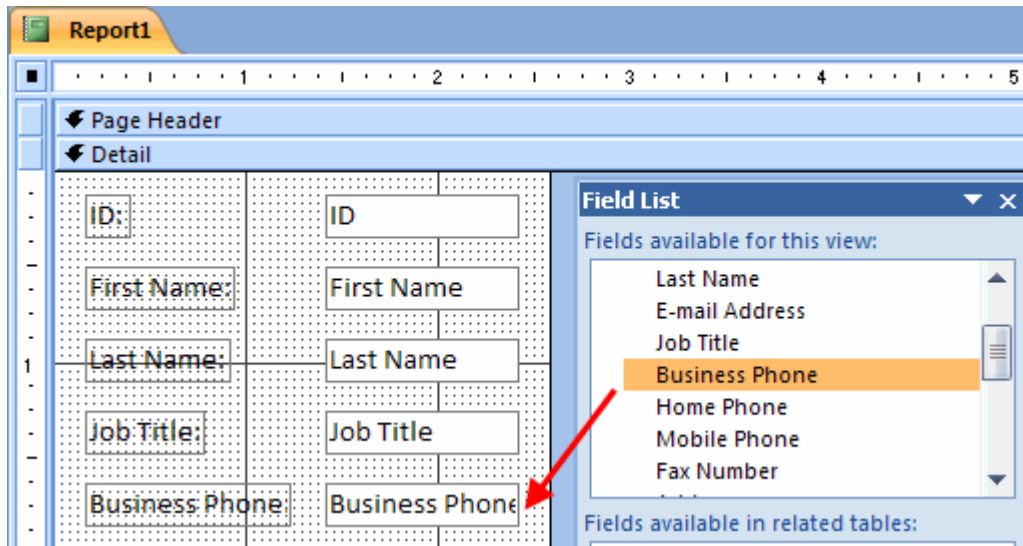 Report1
1 2 3 4 5
Page Header
Detail
ID: ID
First Name: First Name
1
Last Name: Last Name
Job Title: Job Title
Business Phone: Business Phone
Field List
Fields available for this view:
Last Name
E-mail Address
Job Title
Business Phone
Home Phone
Mobile Phone
Fax Number
Fields available in related tables: